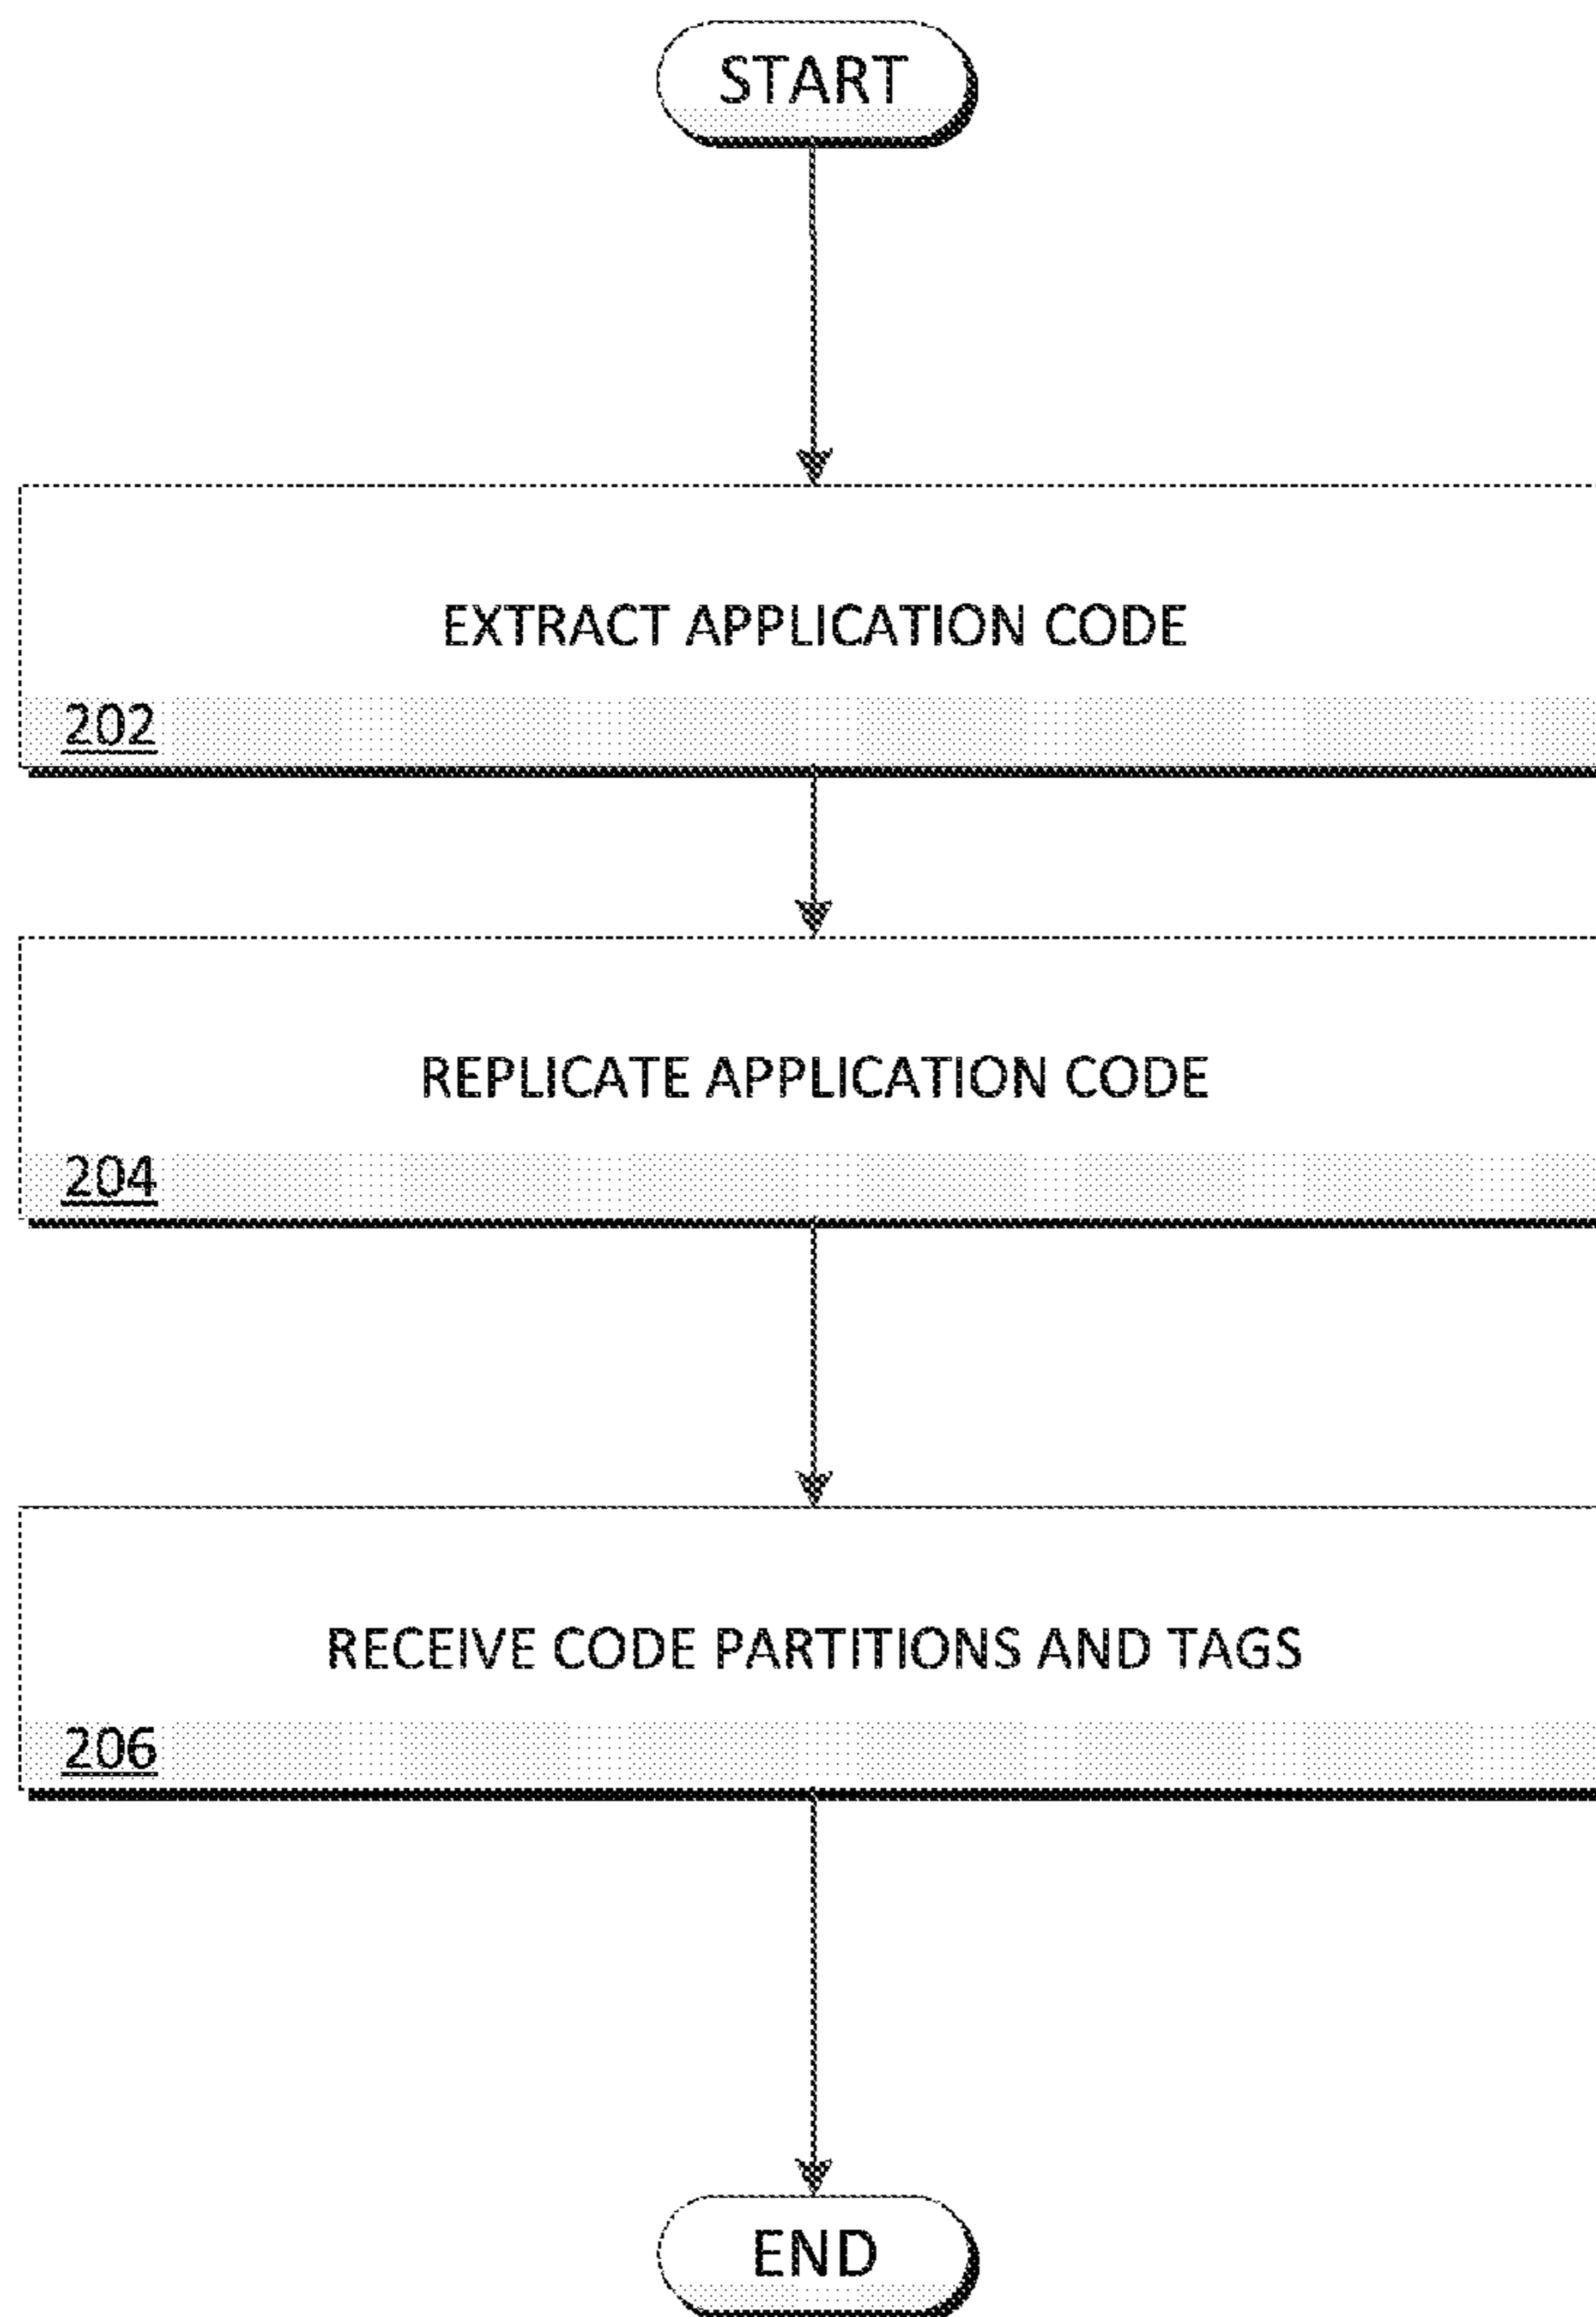 START
EXTRACT APPLICATION CODE
202
REPLICATE APPLICATION CODE
204
RECEIVE CODE PARTITIONS AND TAGS
206
END